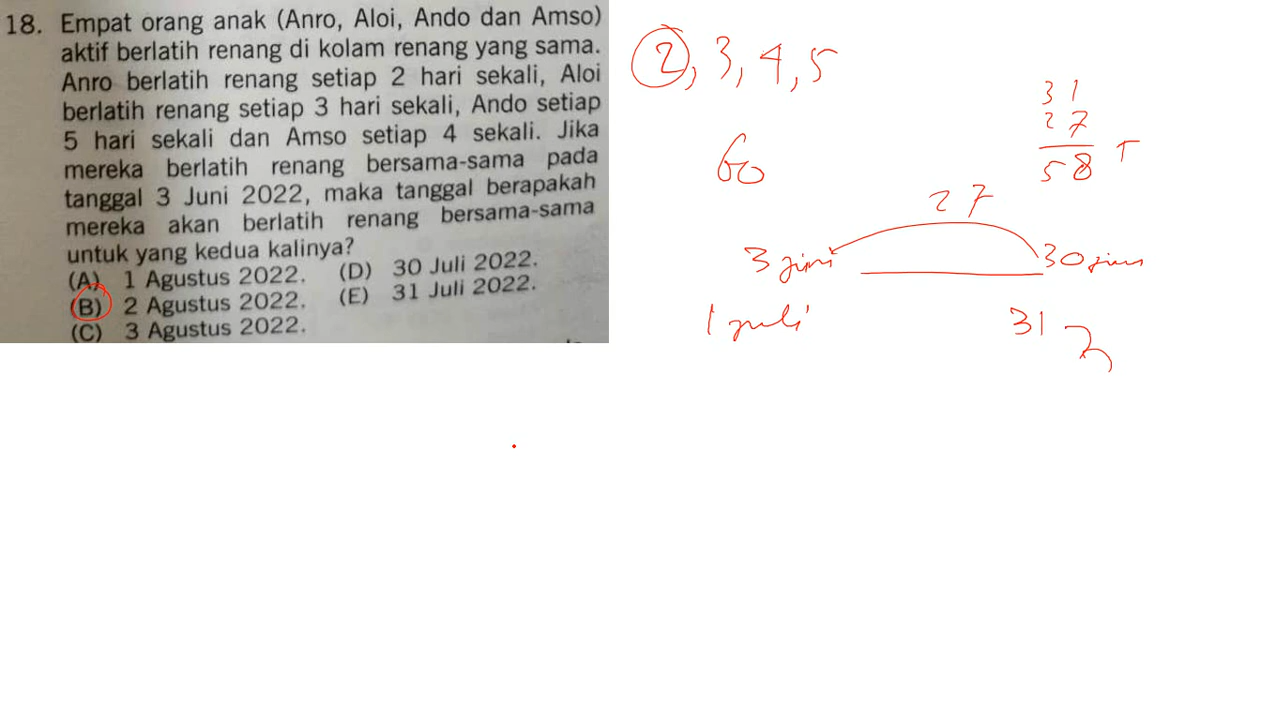 18. Empat orang anak (Anro, Aloi, Ando dan Amso)
aktif berlatih renang di kolam renang yang sama.
Anro berlatih renang setiap 2 hari sekali, Aloi
berlatih renang setiap 3 hari sekali, Ando setiap
5 hari sekali dan Amso setiap 4 sekali. Jika
mereka berlatih renang bersama-sama pada
tanggal 3 Juni 2022, maka tanggal berapakah
mereka akan berlatih renang bersama-sama
untuk yang kedua kalinya?
(A) 1 Agustus 2022. (D) 30 Juli 2022.
(B) 2 Agustus 2022. (E) 31 Juli 2022.
(C) 3 Agustus 2022.
2, 3, 4, 5
60
31
27
58 +
27
3 juni 30 juni
1 juli 31